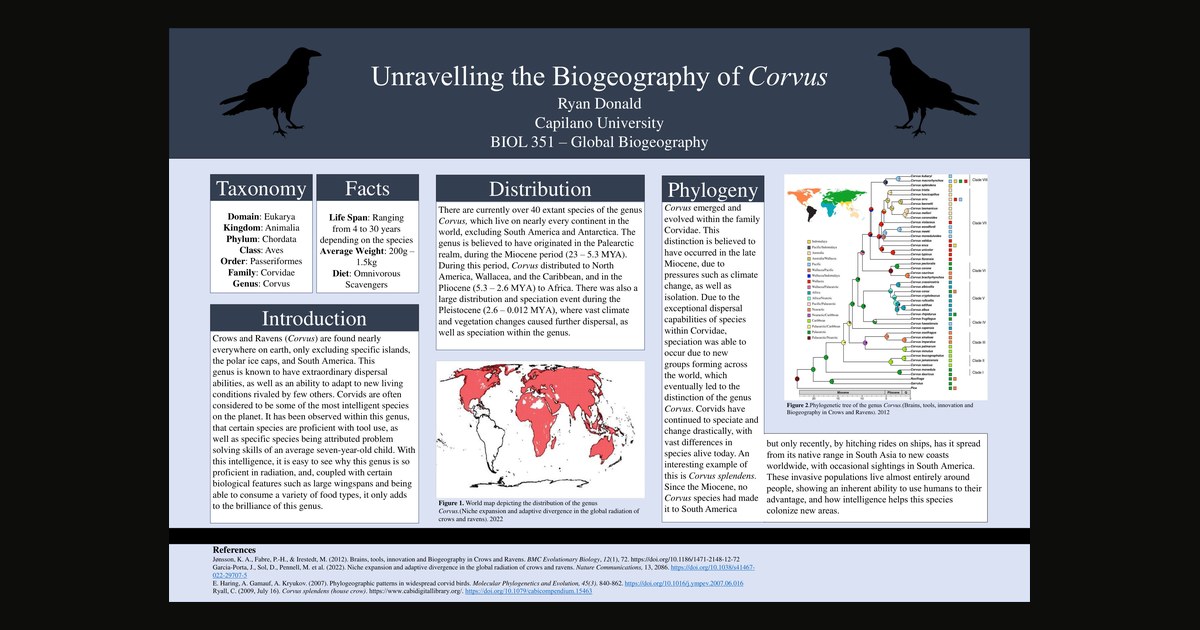 Unravelling the Biogeography of Corvus
Ryan Donald
Capilano University
BIOL 351 – Global Biogeography
Taxonomy
Domain: Eukarya
Kingdom: Animalia
Phylum: Chordata
Class: Aves
Order: Passeriformes
Family: Corvidae
Genus: Corvus
Facts
Life Span: Ranging
from 4 to 30 years
depending on the species
Average Weight: 200g –
1.5kg
Diet: Omnivorous
Scavengers
Introduction
Crows and Ravens (Corvus) are found nearly
everywhere on earth, only excluding specific islands,
the polar ice caps, and South America. This
genus is known to have extraordinary dispersal
abilities, as well as an ability to adapt to new living
conditions rivaled by few others. Corvids are often
considered to be some of the most intelligent species
on the planet. It has been observed within this genus,
that certain species are proficient with tool use, as
well as specific species being attributed problem
solving skills of an average seven-year-old child. With
this intelligence, it is easy to see why this genus is so
proficient in radiation, and, coupled with certain
biological features such as large wingspans and being
able to consume a variety of food types, it only adds
to the brilliance of this genus.
Distribution
There are currently over 40 extant species of the genus
Corvus, which live on nearly every continent in the
world, excluding South America and Antarctica. The
genus is believed to have originated in the Palearctic
realm, during the Miocene period (23 – 5.3 MYA).
During this period, Corvus distributed to North
America, Wallacea, and the Caribbean, and in the
Pliocene (5.3 – 2.6 MYA) to Africa. There was also a
large distribution and speciation event during the
Pleistocene (2.6 – 0.012 MYA), where vast climate
and vegetation changes caused further dispersal, as
well as speciation within the genus.
Figure 1. World map depicting the distribution of the genus
Corvus.(Niche expansion and adaptive divergence in the global radiation of
crows and ravens). 2022
Phylogeny
Corvus emerged and
evolved within the family
Corvidae. This
distinction is believed to
have occurred in the late
Miocene, due to
pressures such as climate
change, as well as
isolation. Due to the
exceptional dispersal
capabilities of species
within Corvidae,
speciation was able to
occur due to new
groups forming across
the world, which
eventually led to the
distinction of the genus
Corvus. Corvids have
continued to speciate and
change drastically, with
vast differences in
species alive today. An
interesting example of
this is Corvus splendens.
Since the Miocene, no
Corvus species had made
it to South America
Clade VIII
Clade VII
Clade VI
Clade V
Clade IV
Clade III
Clade II
Clade I
Figure 2.Phylogenetic tree of the genus Corvus (Brains, tools, innovation and
Biogeography in Crows and Ravens). 2012
but only recently, by hitching rides on ships, has it spread
from its native range in South Asia to new coasts
worldwide, with occasional sightings in South America.
These invasive populations live almost entirely around
people, showing an inherent ability to use humans to their
advantage, and how intelligence helps this species
colonize new areas.
References
Jønsson, K. A., Fabre, P.-H., & Irestedt, M. (2012). Brains, tools, innovation and Biogeography in Crows and Ravens. BMC Evolutionary Biology, 12(1), 72. https://doi.org/10.1186/1471-2148-12-72
Garcia-Porta, J., Sol, D., Pennell, M. et al. (2022). Niche expansion and adaptive divergence in the global radiation of crows and ravens. Nature Communications, 13, 2086. https://doi.org/10.1038/s41467-
022-29707-5
E. Haring, A. Gamauf, A. Kryukov. (2007). Phylogeographic patterns in widespread corvid birds. Molecular Phylogenetics and Evolution, 45(3), 840-862. https://doi.org/10.1016/j.ympev.2007.06.016
Ryall, C. (2009, July 16). Corvus splendens (house crow). https://www.cabidigitallibrary.org/. https://doi.org/10.1079/cabicompendium.15463